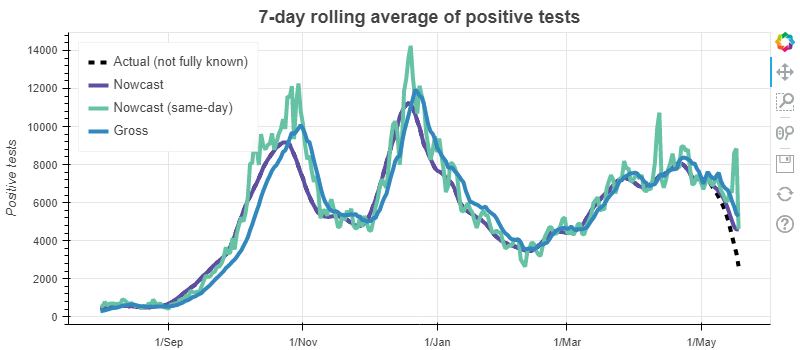 7-day rolling average of positive tests
Actual (not fully known)
Nowcast
Nowcast (same-day)
Gross
Positive tests
14000
12000
10000
8000
6000
4000
2000
0
1/Sep 1/Nov 1/Jan 1/Mar 1/May